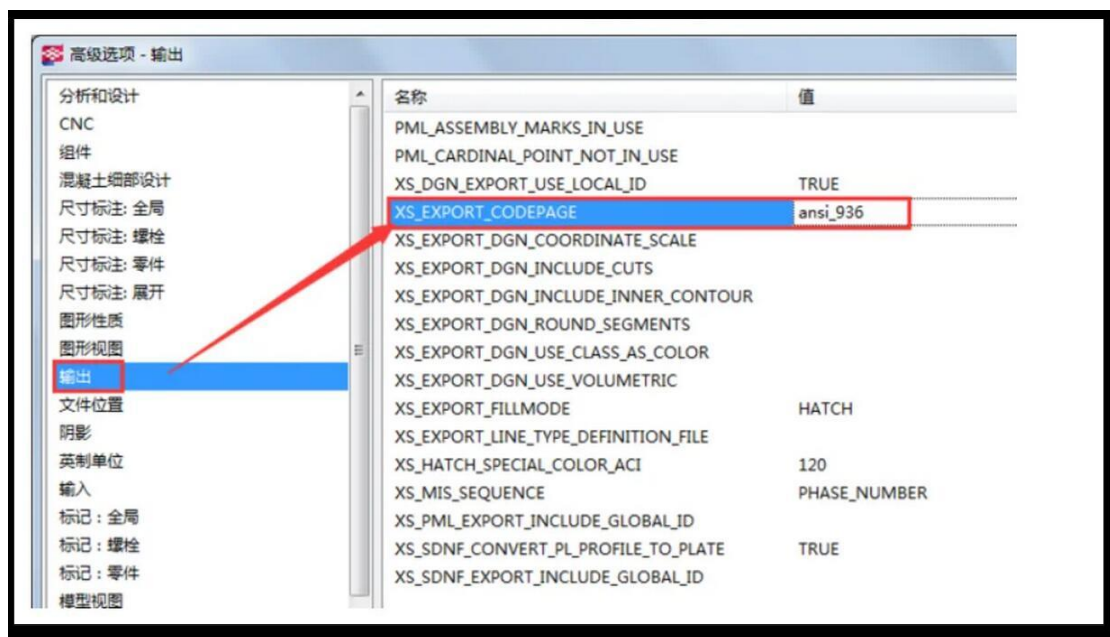 高级选项 - 输出
分析和设计
CNC
组件
混凝土细部设计
尺寸标注: 全局
尺寸标注: 螺栓
尺寸标注: 零件
尺寸标注: 展开
图形性质
图形视图
输出
文件位置
阴影
英制单位
输入
标记：全局
标记：螺栓
标记：零件
模型视图
名称 值
PML_ASSEMBLY_MARKS_IN_USE
PML_CARDINAL_POINT_NOT_IN_USE
XS_DGN_EXPORT_USE_LOCAL_ID TRUE
XS_EXPORT_CODEPAGE ansi_936
XS_EXPORT_DGN_COORDINATE_SCALE
XS_EXPORT_DGN_INCLUDE_CUTS
XS_EXPORT_DGN_INCLUDE_INNER_CONTOUR
XS_EXPORT_DGN_ROUND_SEGMENTS
XS_EXPORT_DGN_USE_CLASS_AS_COLOR
XS_EXPORT_DGN_USE_VOLUMETRIC
XS_EXPORT_FILLMODE HATCH
XS_EXPORT_LINE_TYPE_DEFINITION_FILE
XS_HATCH_SPECIAL_COLOR_ACI 120
XS_MIS_SEQUENCE PHASE_NUMBER
XS_PML_EXPORT_INCLUDE_GLOBAL_ID
XS_SDNF_CONVERT_PL_PROFILE_TO_PLATE TRUE
XS_SDNF_EXPORT_INCLUDE_GLOBAL_ID